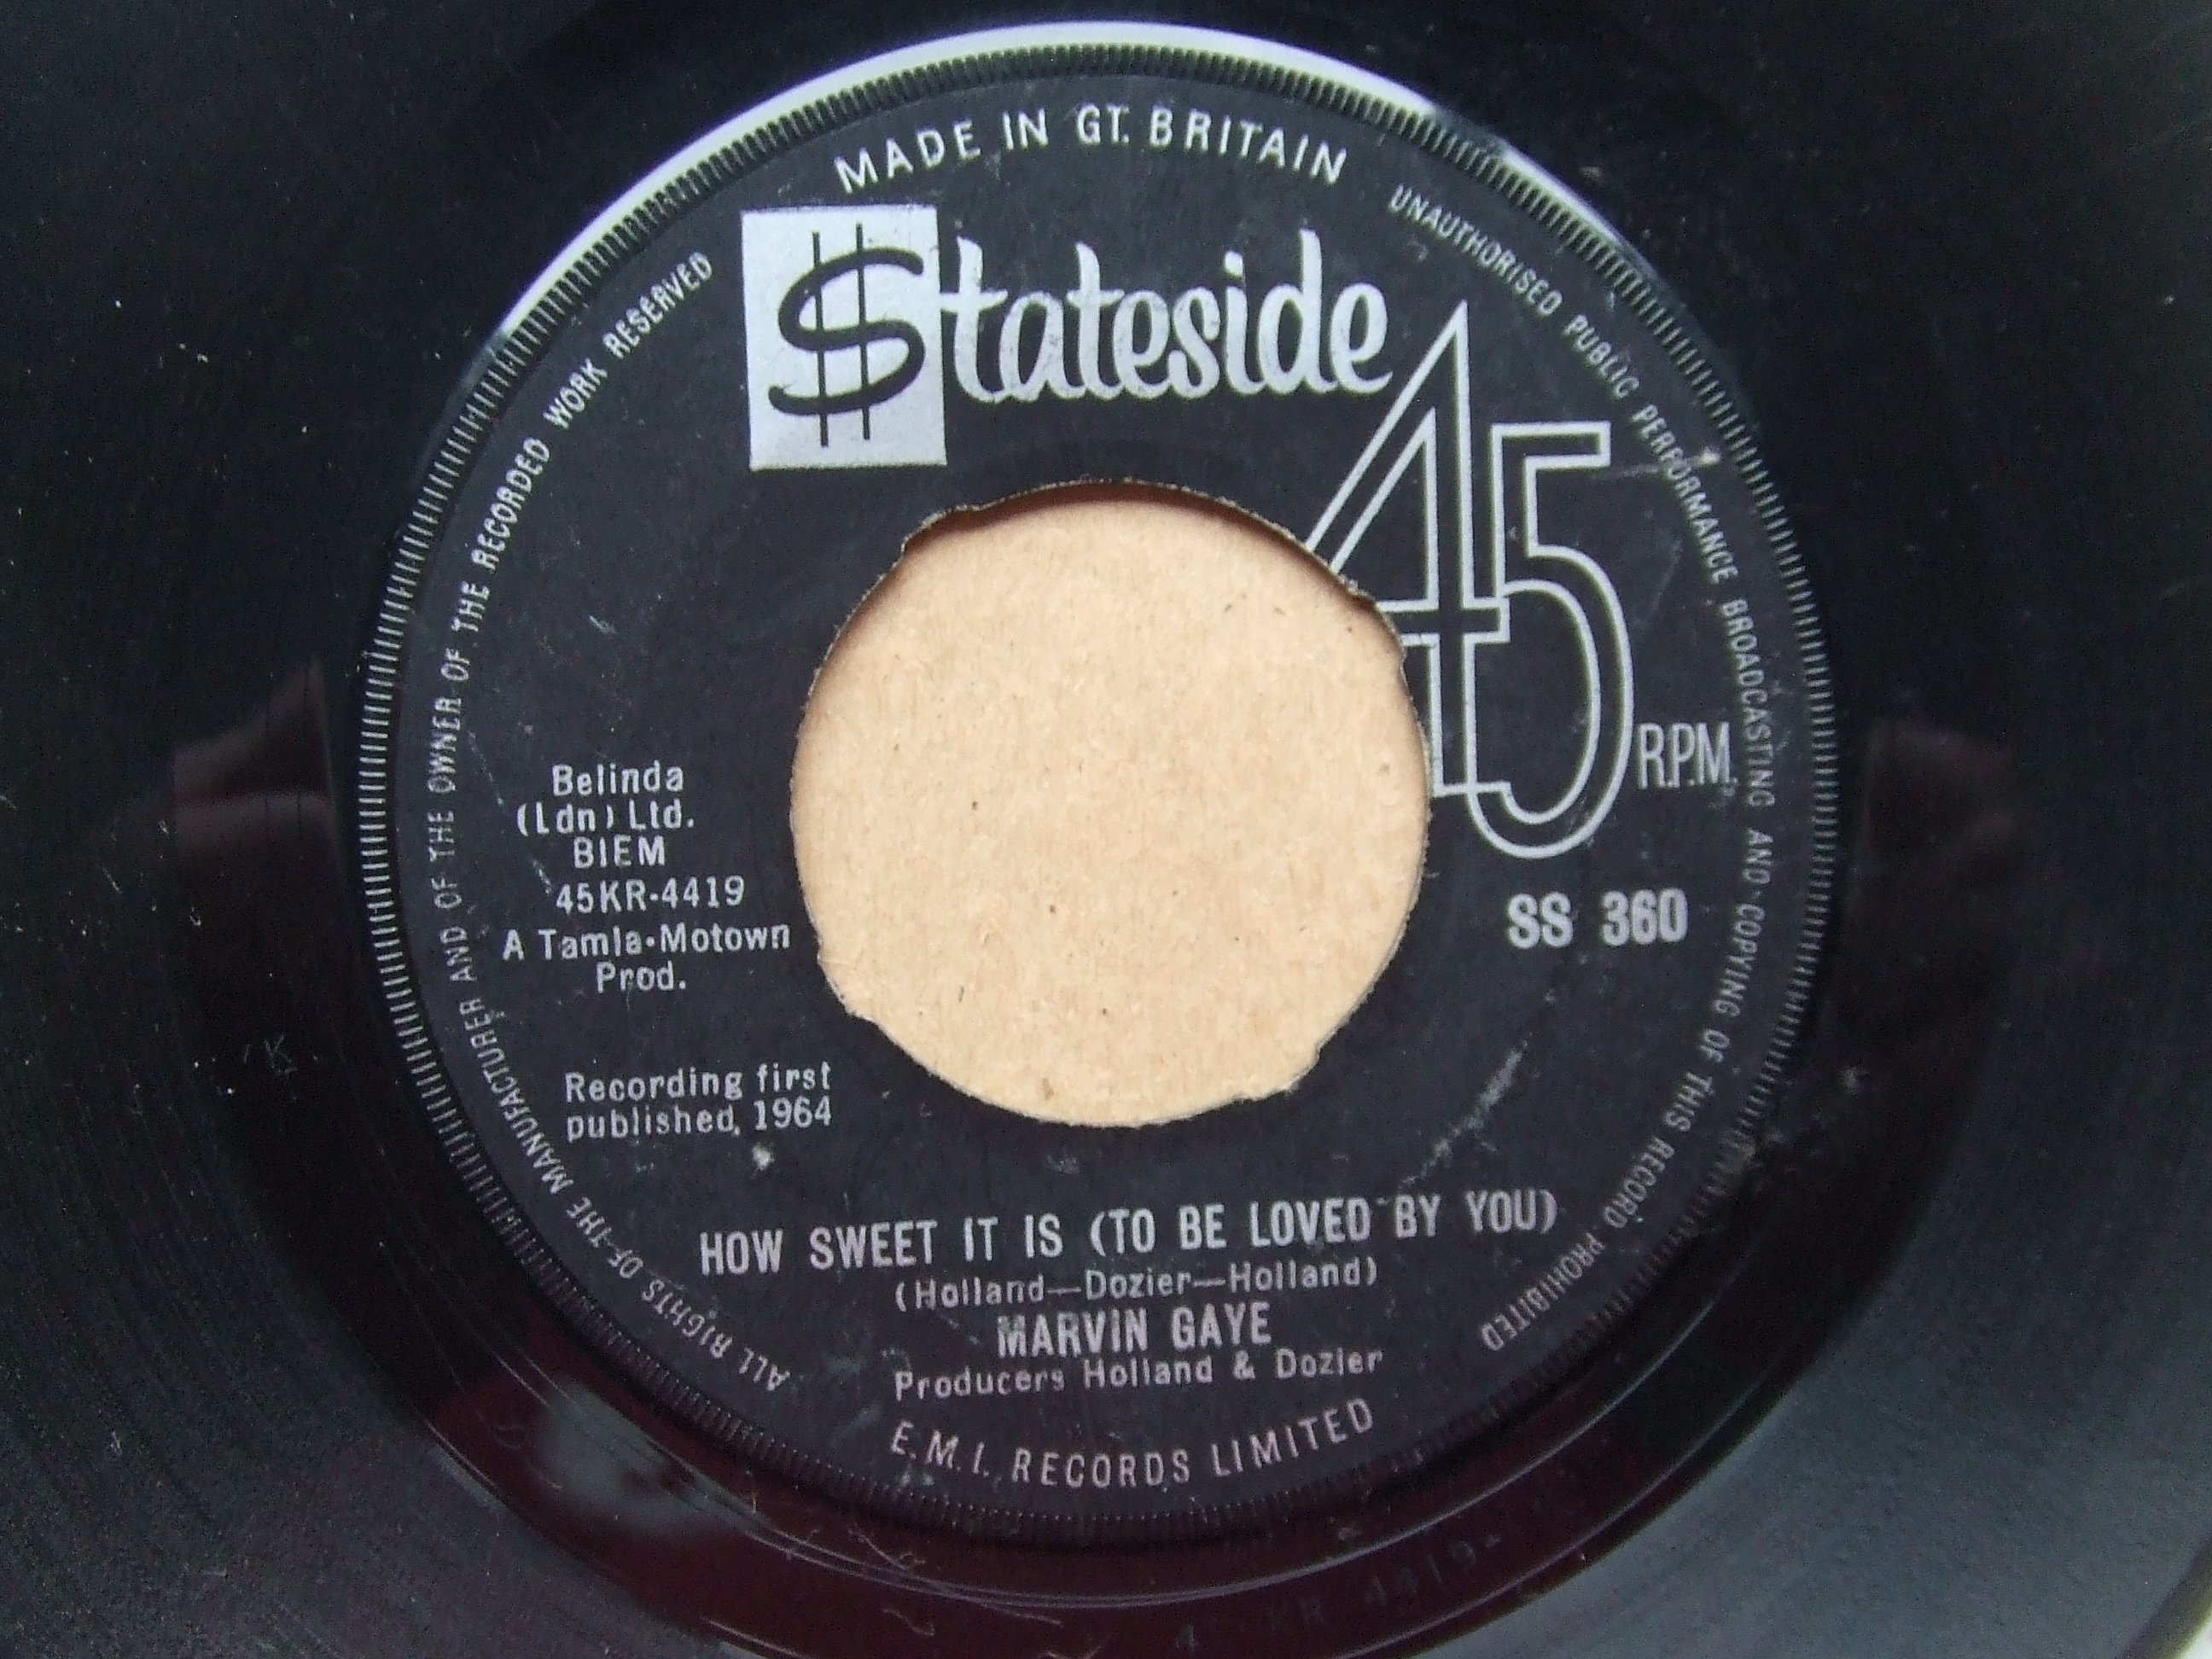 MADE IN GT. BRITAIN
UNAUTHORISED PUBLIC PERFORMANCE BROADCASTING AND COPYING OF THIS RECORD PROHIBITED
ALL RIGHTS OF THE MANUFACTURER AND OF THE OWNER OF THE RECORDED WORK RESERVED
$tateside
45 R.P.M.
Belinda
(Ldn) Ltd.
BIEM
45KR-4419
A Tamla-Motown
Prod.
SS 360
Recording first
published, 1964
HOW SWEET IT IS (TO BE LOVED BY YOU)
(Holland—Dozier—Holland)
MARVIN GAYE
Producers Holland & Dozier
E.M.I. RECORDS LIMITED